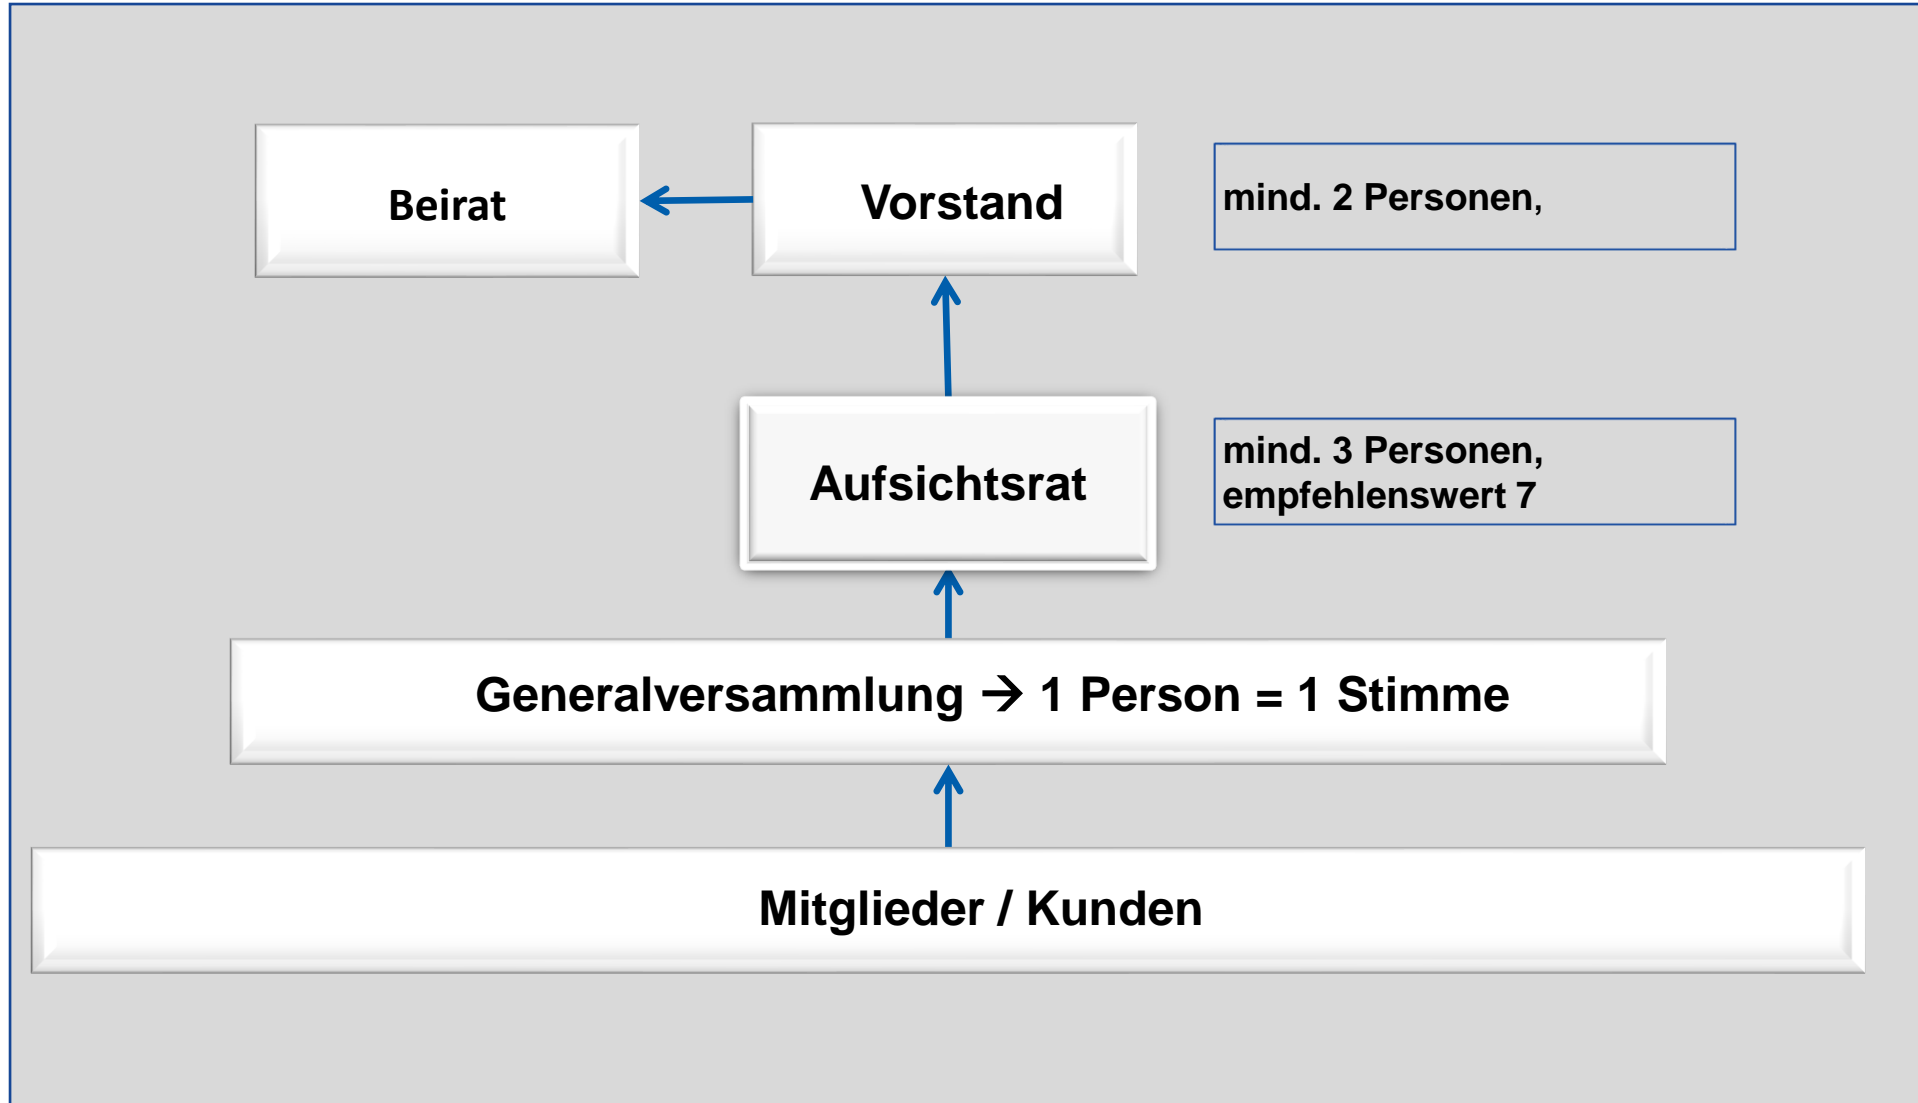 Beirat
Vorstand
mind. 2 Personen,
Aufsichtsrat
mind. 3 Personen,
empfehlenswert 7
Generalversammlung → 1 Person = 1 Stimme
Mitglieder / Kunden